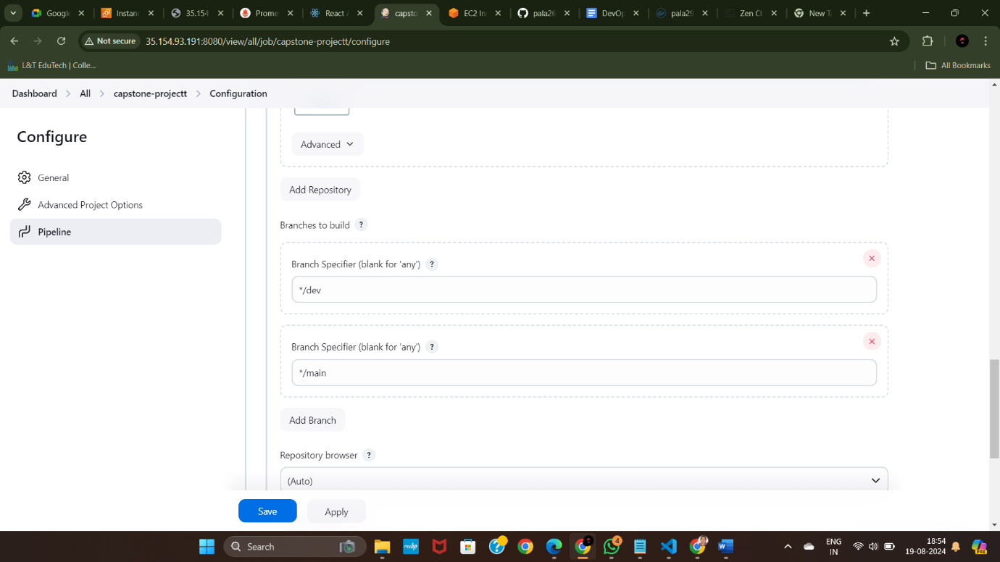 Google
Instanc
35.154
Prome
React A
capsto
EC2 In
pala26
DevOp
pala29
Zen Cl
New T
Not secure
35.154.93.191:8080/view/all/job/capstone-projectt/configure
L&T EduTech | Colle...
All Bookmarks
Dashboard
All
capstone-projectt
Configuration
Configure
General
Advanced Project Options
Pipeline
Advanced
Add Repository
Branches to build ?
Branch Specifier (blank for 'any') ?
*/dev
Branch Specifier (blank for 'any') ?
*/main
Add Branch
Repository browser ?
(Auto)
Save
Apply
Search
myhp
4
ENG
IN
18:54
19-08-2024
PRE